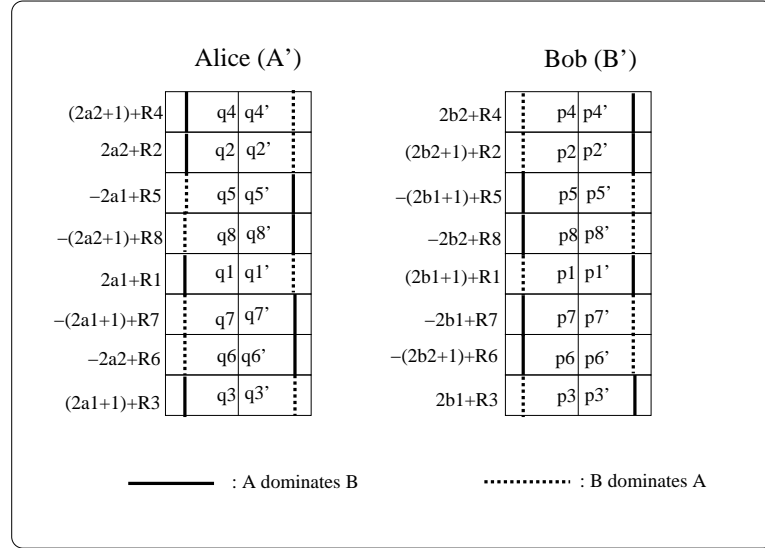 Alice (A’) Bob (B’)
(2a2+1)+R4 q4 q4’ 2b2+R4 p4 p4’
2a2+R2 q2 q2’ (2b2+1)+R2 p2 p2’
−2a1+R5 q5 q5’ −(2b1+1)+R5 p5 p5’
−(2a2+1)+R8 q8 q8’ −2b2+R8 p8 p8’
2a1+R1 q1 q1’ (2b1+1)+R1 p1 p1’
−(2a1+1)+R7 q7 q7’ −2b1+R7 p7 p7’
−2a2+R6 q6 q6’ −(2b2+1)+R6 p6 p6’
(2a1+1)+R3 q3 q3’ 2b1+R3 p3 p3’
: A dominates B : B dominates A